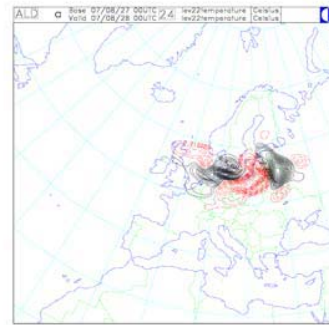 ALD a Base 07/08/27 00UTC 24 lev22temperature [Celsius]
Valid 07/08/28 00UTC lev22temperature [Celsius]